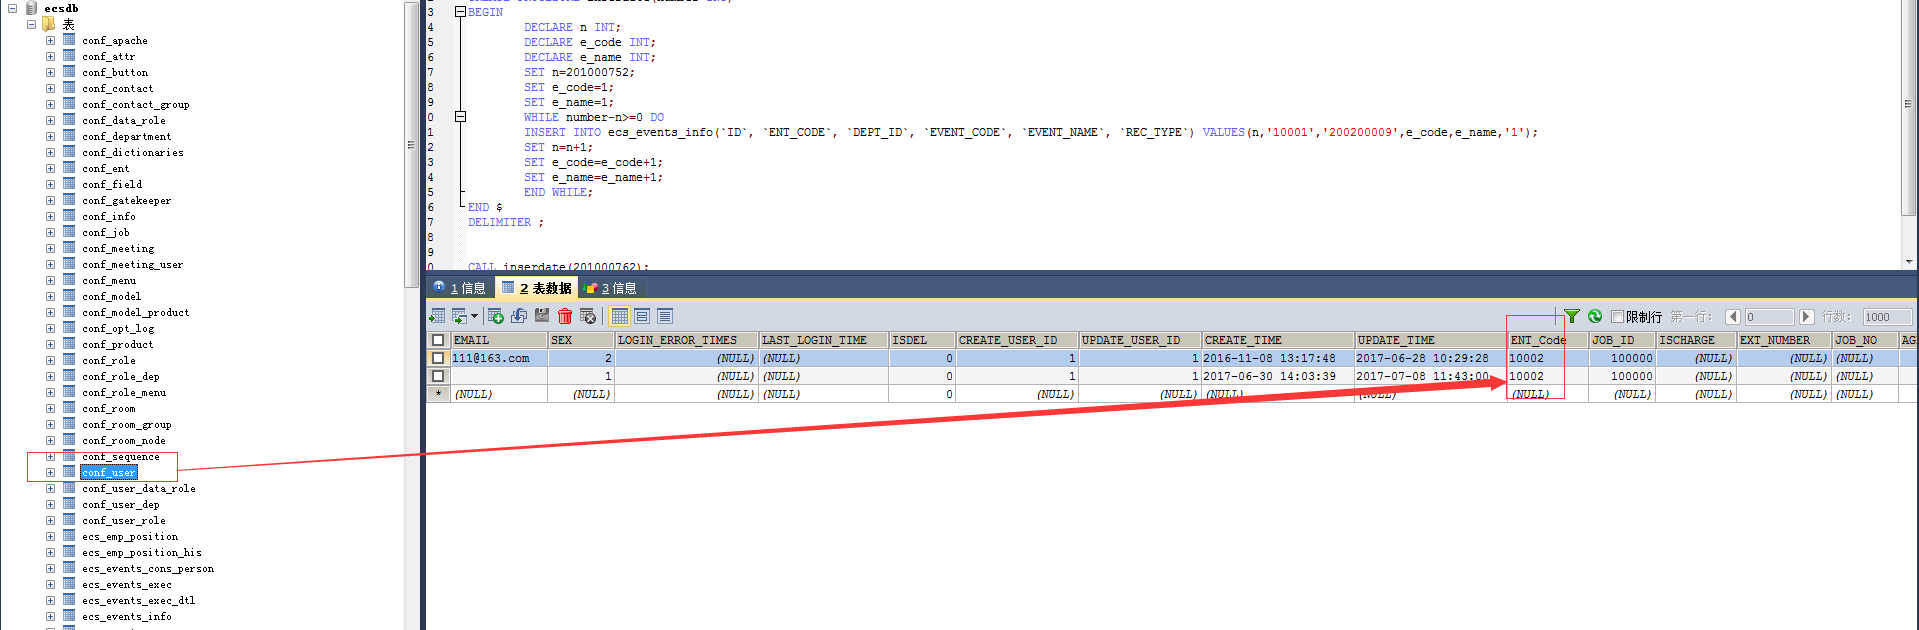 ecsdb
表
conf_apache
conf_attr
conf_button
conf_contact
conf_contact_group
conf_data_role
conf_department
conf_dictionaries
conf_ent
conf_field
conf_gatekeeper
conf_info
conf_job
conf_meeting
conf_meeting_user
conf_menu
conf_model
conf_model_product
conf_opt_log
conf_product
conf_role
conf_role_dep
conf_role_menu
conf_room
conf_room_group
conf_room_node
conf_sequence
conf_user
conf_user_data_role
conf_user_dep
conf_user_role
ecs_emp_position
ecs_emp_position_his
ecs_events_cons_person
ecs_events_exec
ecs_events_exec_dtl
ecs_events_info
3 BEGIN
4 DECLARE n INT;
5 DECLARE e_code INT;
6 DECLARE e_name INT;
7 SET n=201000752;
8 SET e_code=1;
9 SET e_name=1;
0 WHILE number-n>=0 DO
1 INSERT INTO ecs_events_info(`ID`, `ENT_CODE`, `DEPT_ID`, `EVENT_CODE`, `EVENT_NAME`, `REC_TYPE`) VALUES(n,'10001','200200009',e_code,e_name,'1');
2 SET n=n+1;
3 SET e_code=e_code+1;
4 SET e_name=e_name+1;
5 END WHILE;
6 END $
7 DELIMITER ;
8
9
0 CALL inserdate(201000762);
1 信息 2 表数据 3 信息
限制行 第一行: 0 行数: 1000
EMAIL SEX LOGIN_ERROR_TIMES LAST_LOGIN_TIME ISDEL CREATE_USER_ID UPDATE_USER_ID CREATE_TIME UPDATE_TIME ENT_Code JOB_ID ISCHARGE EXT_NUMBER JOB_NO
111@163.com 2 (NULL) (NULL) 0 1 1 2016-11-08 13:17:48 2017-06-28 10:29:28 10002 100000 (NULL) (NULL) (NULL)
1 (NULL) (NULL) 0 1 1 2017-06-30 14:03:39 2017-07-08 11:43:00 10002 100000 (NULL) (NULL) (NULL)
* (NULL) (NULL) (NULL) (NULL) 0 (NULL) (NULL) (NULL) (NULL) (NULL) (NULL) (NULL) (NULL) (NULL)